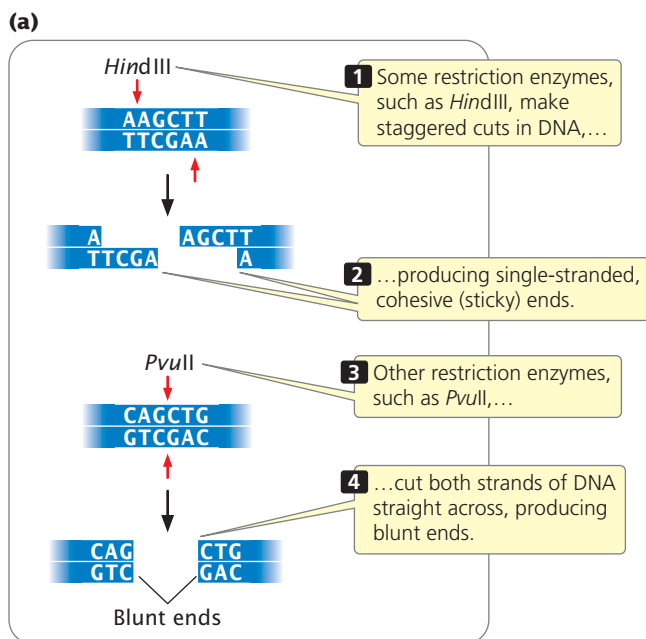 (a)
HindIII
AAGCTT
TTCGAA
1 Some restriction enzymes,
such as HindIII, make
staggered cuts in DNA,…
A AGCTT
TTCGA A
2 …producing single-stranded,
cohesive (sticky) ends.
PvuII
CAGCTG
GTCGAC
3 Other restriction enzymes,
such as PvuII,…
4 …cut both strands of DNA
straight across, producing
blunt ends.
CAG CTG
GTC GAC
Blunt ends